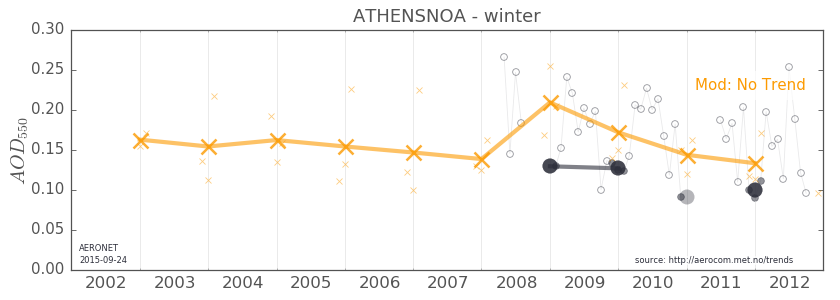 ATHENSNOA - winter
0.30
0.25
0.20
0.15
0.10
0.05
0.00
AOD550
Mod: No Trend
AERONET
2015-09-24
source: http://aerocom.met.no/trends
2002 2003 2004 2005 2006 2007 2008 2009 2010 2011 2012